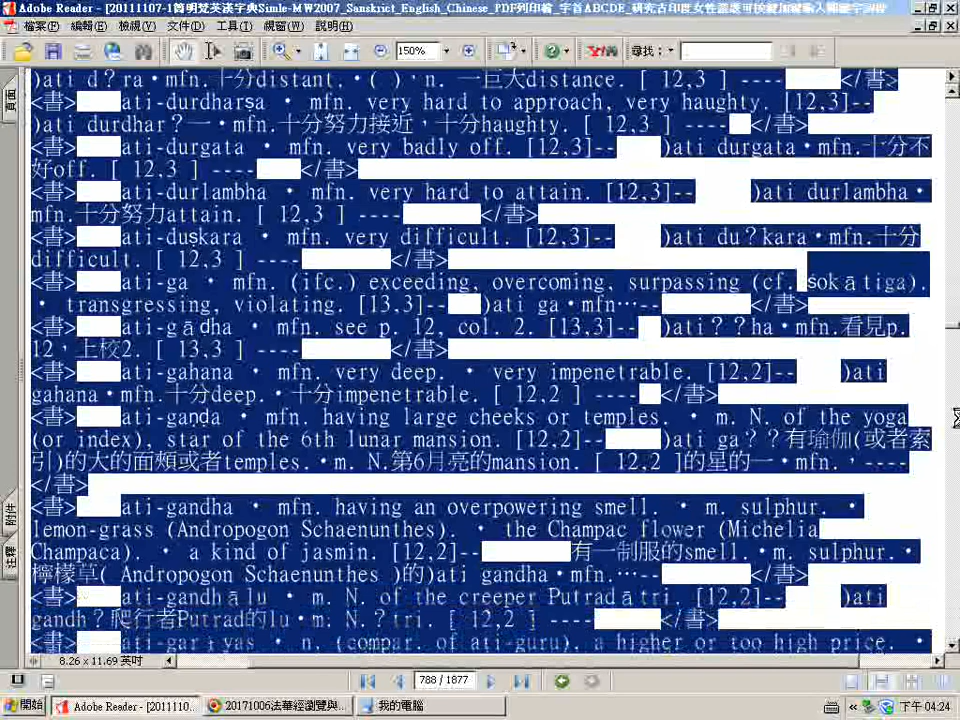 Adobe Reader - [20111107-1簡明梵英漢字典Simle-MW2007_Sanskrict_English_Chinese_PDF列印檔_字首ABCDE_研究古印度女性
檔案(F) 編輯(E) 檢視(V) 文件(D) 工具(T) 視窗(W) 說明(H)
150% 尋找：
)ati d？ra‧mfn.十分distant.‧( )，n. 一巨大distance. [ 12,3 ] ---- </書>
<書> ati-durdharṣa ‧ mfn. very hard to approach, very haughty. [12,3]--
)ati durdhar？一‧mfn.十分努力接近，十分haughty. [ 12,3 ] ---- </書>
<書> ati-durgata ‧ mfn. very badly off. [12,3]-- )ati durgata‧mfn.十分不
好off. [ 12,3 ] ---- </書>
<書> ati-durlambha ‧ mfn. very hard to attain. [12,3]-- )ati durlambha‧
mfn.十分努力attain. [ 12,3 ] ---- </書>
<書> ati-duṣkara ‧ mfn. very difficult. [12,3]-- )ati du？kara‧mfn.十分
difficult. [ 12,3 ] ---- </書>
<書> ati-ga ‧ mfn. (ifc.) exceeding, overcoming, surpassing (cf. śokātiga).
‧ transgressing, violating. [13,3]-- )ati ga‧mfn…-- </書>
<書> ati-gāḍha ‧ mfn. see p. 12, col. 2. [13,3]-- )ati？？ha‧mfn.看見p.
12，上校2. [ 13,3 ] ---- </書>
<書> ati-gahana ‧ mfn. very deep. ‧ very impenetrable. [12,2]-- )ati
gahana‧mfn.十分deep.‧十分impenetrable. [ 12,2 ] ---- </書>
<書> ati-gaṇḍa ‧ mfn. having large cheeks or temples. ‧ m. N. of the yoga
(or index), star of the 6th lunar mansion. [12,2]-- )ati ga？？有瑜伽(或者索
引)的大的面頰或者temples.‧m. N.第6月亮的mansion. [ 12,2 ]的星的一‧mfn.，----
</書>
<書> ati-gandha ‧ mfn. having an overpowering smell. ‧ m. sulphur. ‧
lemon-grass (Andropogon Schaenunthes). ‧ the Champac flower (Michelia
Champaca). ‧ a kind of jasmin. [12,2]-- 有一制服的smell.‧m. sulphur.‧
檸檬草( Andropogon Schaenunthes )的)ati gandha‧mfn.…-- </書>
<書> ati-gandhālu ‧ m. N. of the creeper Putradātri. [12,2]-- )ati
gandh？爬行者Putrad的lu‧m. N.？tri. [ 12,2 ] ---- </書>
<書> ati-garīyas ‧ n. (compar. of ati-guru), a higher or too high price. ‧
頁面
附件
注釋
8.26 x 11.69 英吋
788 / 1877
開始 Adobe Reader - [2011110... 20171006法華經瀏覽與... 我的電腦 下午 04:24